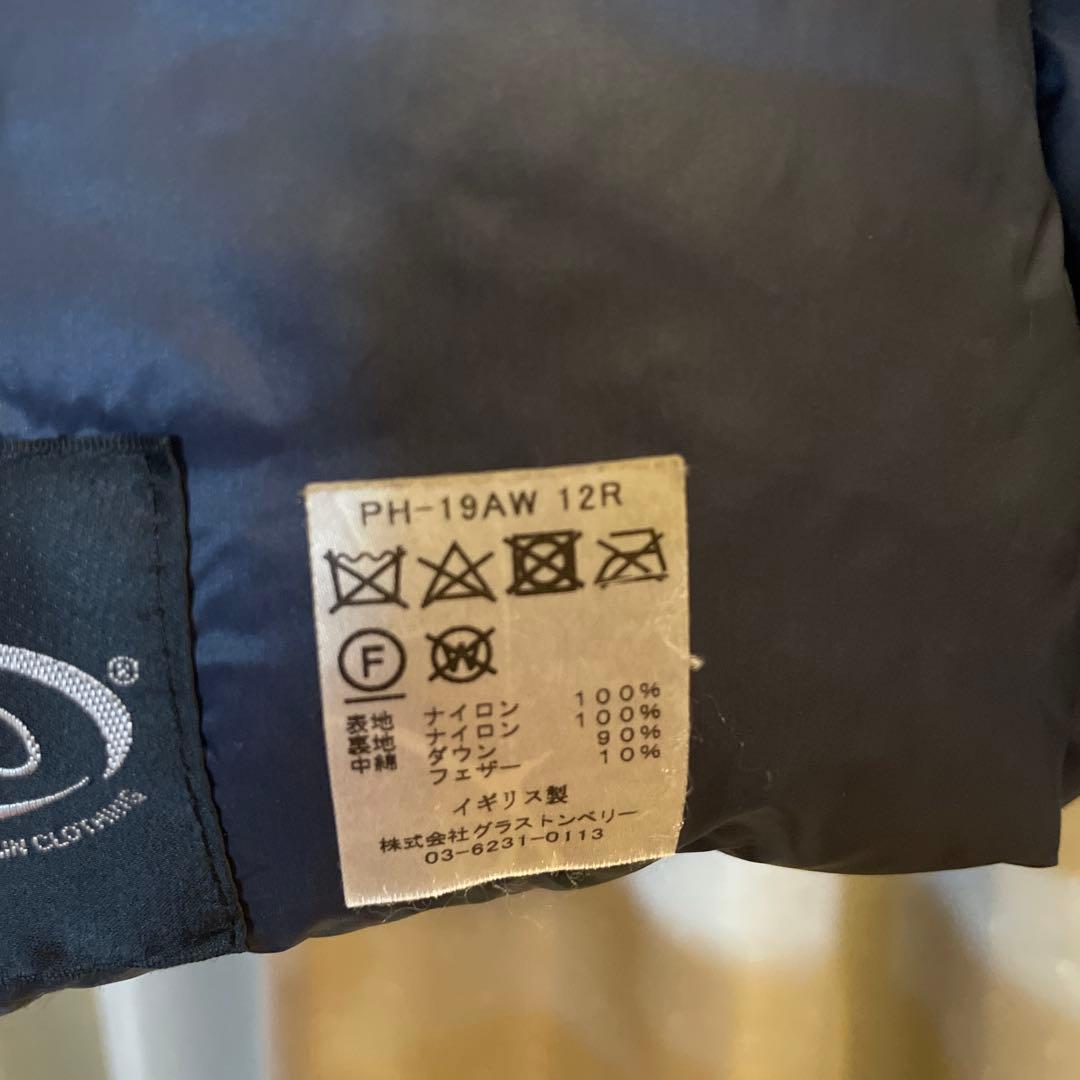 PH-19AW 12R
F W
表地 ナイロン 100%
裏地 ナイロン 100%
中綿 ダウン 90%
フェザー 10%
イギリス製
株式会社グラストンベリー
03-6231-0113
®
IN CLOTHING